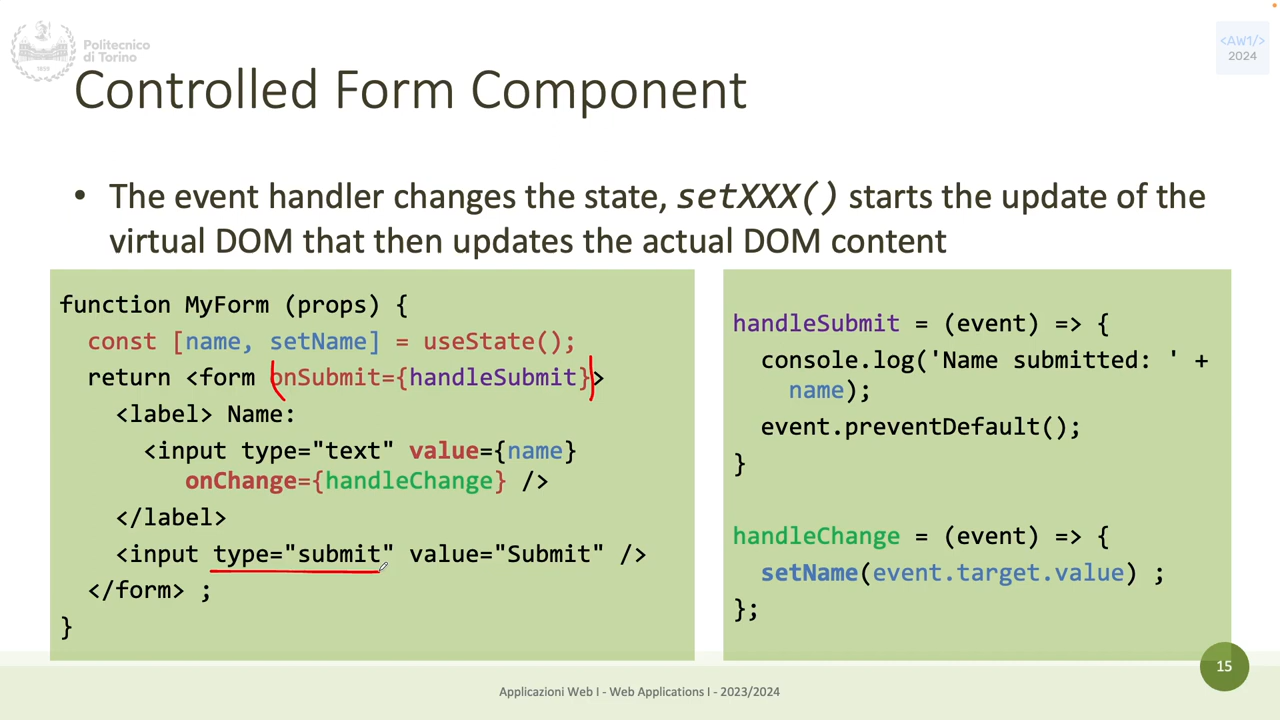 Politecnico
di Torino
1859
<AW1/>
2024
Controlled Form Component
• The event handler changes the state, setXXX() starts the update of the
virtual DOM that then updates the actual DOM content
function MyForm (props) {
const [name, setName] = useState();
return <form onSubmit={handleSubmit}>
<label> Name:
<input type="text" value={name}
onChange={handleChange} />
</label>
<input type="submit" value="Submit" />
</form> ;
}
handleSubmit = (event) => {
console.log('Name submitted: ' +
name);
event.preventDefault();
}
handleChange = (event) => {
setName(event.target.value) ;
};
15
Applicazioni Web I - Web Applications I - 2023/2024